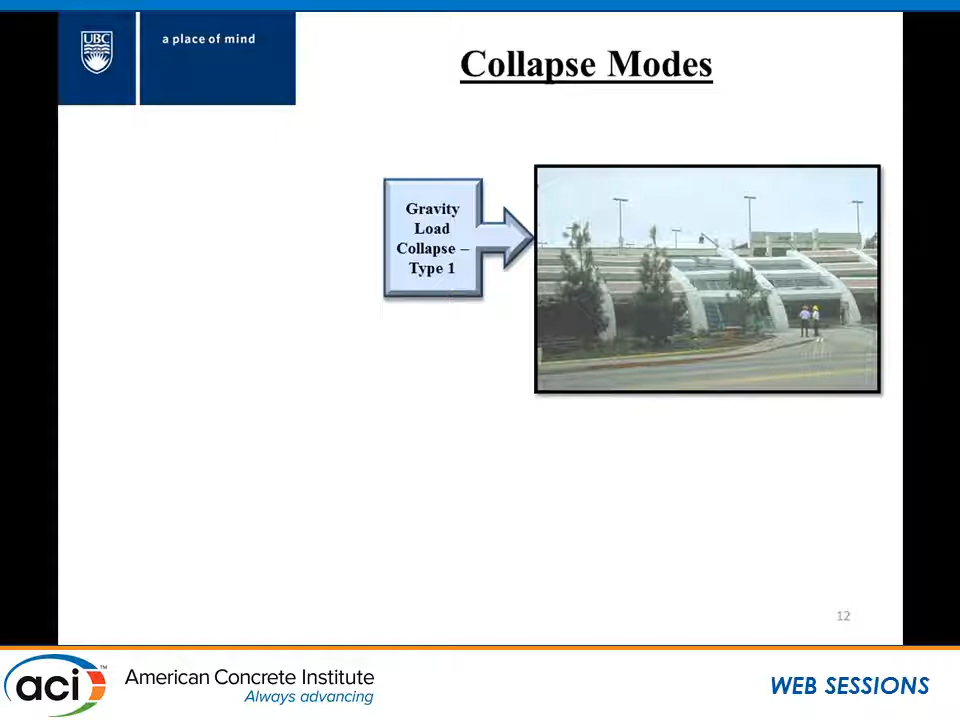 UBC
a place of mind
Collapse Modes
Gravity
Load
Collapse –
Type 1
12
aci™
American Concrete Institute
Always advancing
WEB SESSIONS